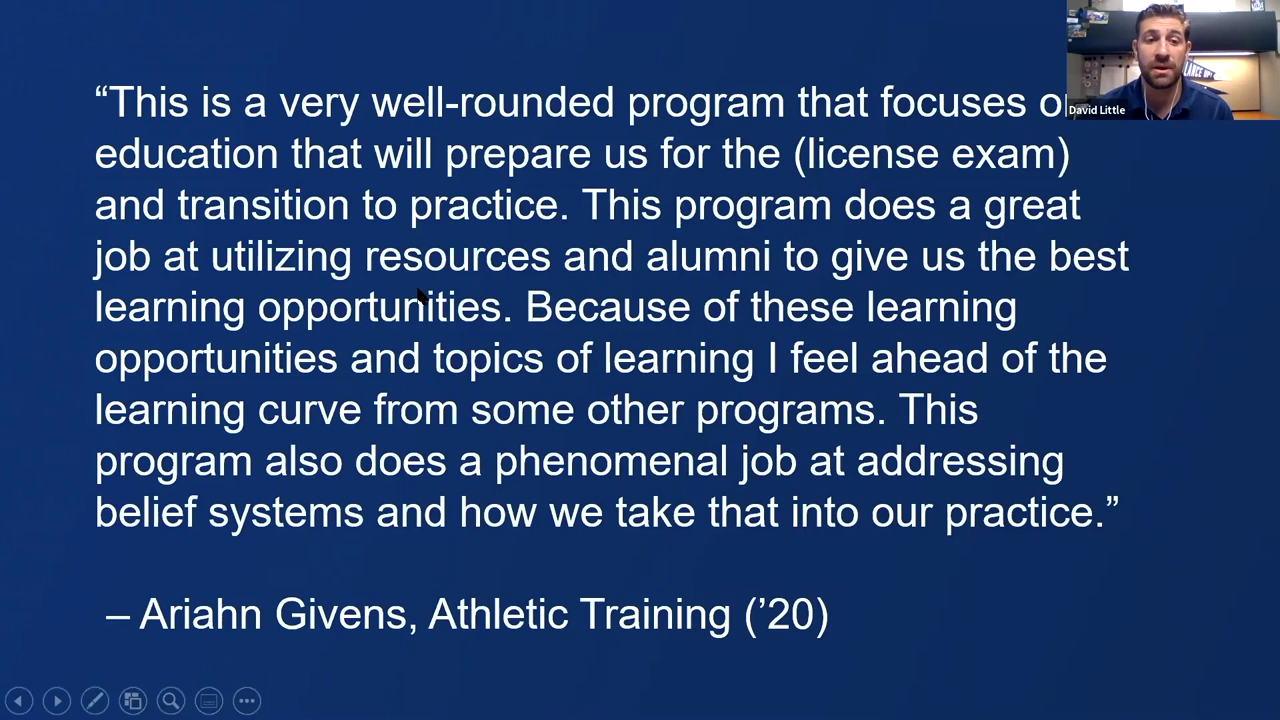 “This is a very well-rounded program that focuses
education that will prepare us for the (license exam)
and transition to practice. This program does a great
job at utilizing resources and alumni to give us the best
learning opportunities. Because of these learning
opportunities and topics of learning I feel ahead of the
learning curve from some other programs. This
program also does a phenomenal job at addressing
belief systems and how we take that into our practice.”
– Ariahn Givens, Athletic Training (’20)
David Little